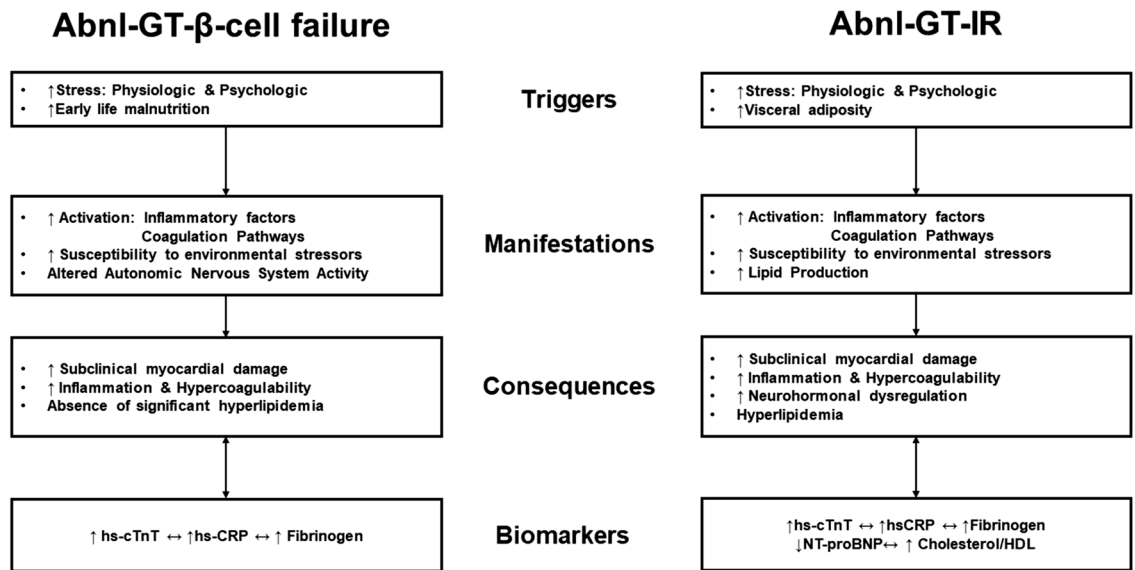 Abnl-GT-β-cell failure
Abnl-GT-IR
• ↑Stress: Physiologic & Psychologic
• ↑Early life malnutrition
Triggers
• ↑Stress: Physiologic & Psychologic
• ↑Visceral adiposity
• ↑ Activation: Inflammatory factors
Coagulation Pathways
• ↑ Susceptibility to environmental stressors
• Altered Autonomic Nervous System Activity
Manifestations
• ↑ Activation: Inflammatory factors
Coagulation Pathways
• ↑ Susceptibility to environmental stressors
• ↑ Lipid Production
• ↑ Subclinical myocardial damage
• ↑ Inflammation & Hypercoagulability
• Absence of significant hyperlipidemia
Consequences
• ↑ Subclinical myocardial damage
• ↑ Inflammation & Hypercoagulability
• ↑ Neurohormonal dysregulation
• Hyperlipidemia
↑ hs-cTnT ↔ ↑hs-CRP ↔ ↑ Fibrinogen
Biomarkers
↑hs-cTnT ↔ ↑hsCRP ↔ ↑Fibrinogen
↓NT-proBNP↔ ↑ Cholesterol/HDL